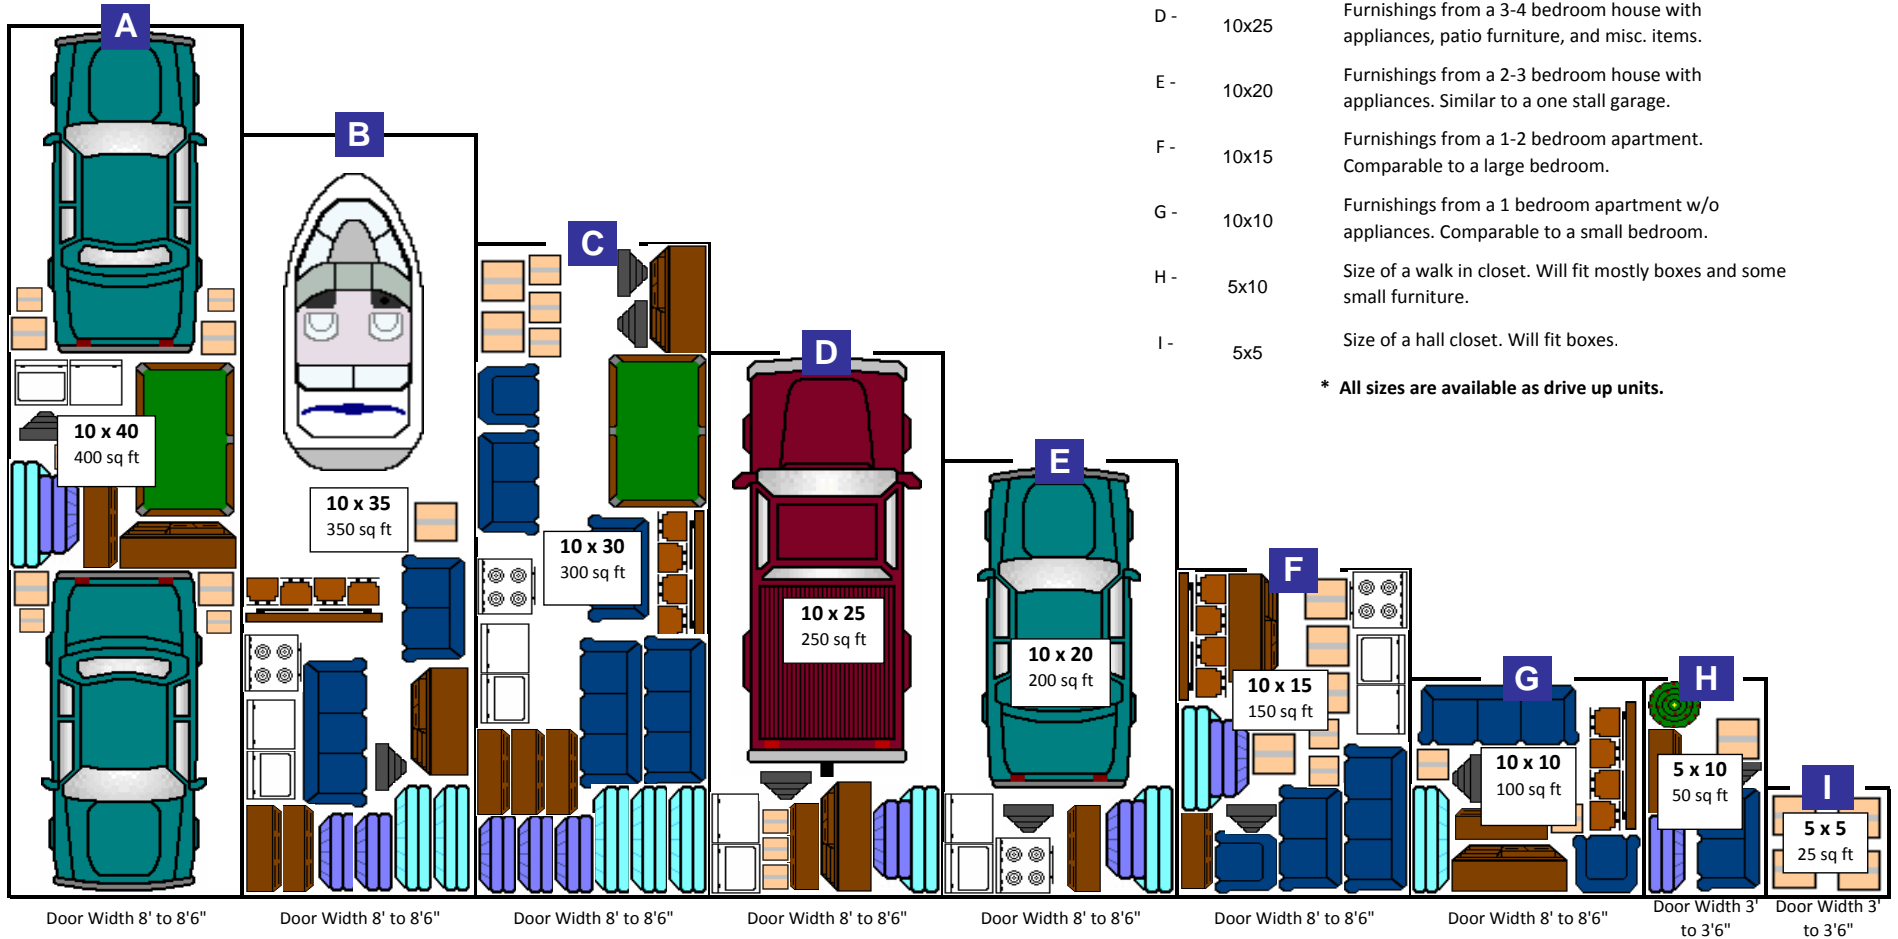 A
D -
10x25
Furnishings from a 3-4 bedroom house with
appliances, patio furniture, and misc. items.
E -
10x20
Furnishings from a 2-3 bedroom house with
appliances. Similar to a one stall garage.
B
F -
10x15
Furnishings from a 1-2 bedroom apartment.
Comparable to a large bedroom.
G -
10x10
Furnishings from a 1 bedroom apartment w/o
appliances. Comparable to a small bedroom.
C
H -
5x10
Size of a walk in closet. Will fit mostly boxes and some
small furniture.
I -
5x5
Size of a hall closet. Will fit boxes.
* All sizes are available as drive up units.
D
10 x 40
400 sq ft
E
10 x 35
350 sq ft
10 x 30
300 sq ft
F
10 x 25
250 sq ft
10 x 20
200 sq ft
10 x 15
150 sq ft
G
H
10 x 10
100 sq ft
5 x 10
50 sq ft
I
5 x 5
25 sq ft
Door Width 8' to 8'6"
Door Width 8' to 8'6"
Door Width 8' to 8'6"
Door Width 8' to 8'6"
Door Width 8' to 8'6"
Door Width 8' to 8'6"
Door Width 8' to 8'6"
Door Width 3'
to 3'6"
Door Width 3'
to 3'6"